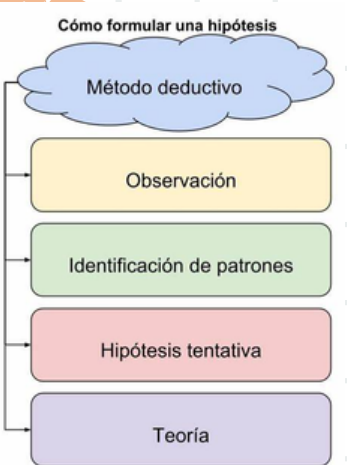 Cómo formular una hipótesis
Método deductivo
Observación
Identificación de patrones
Hipótesis tentativa
Teoría